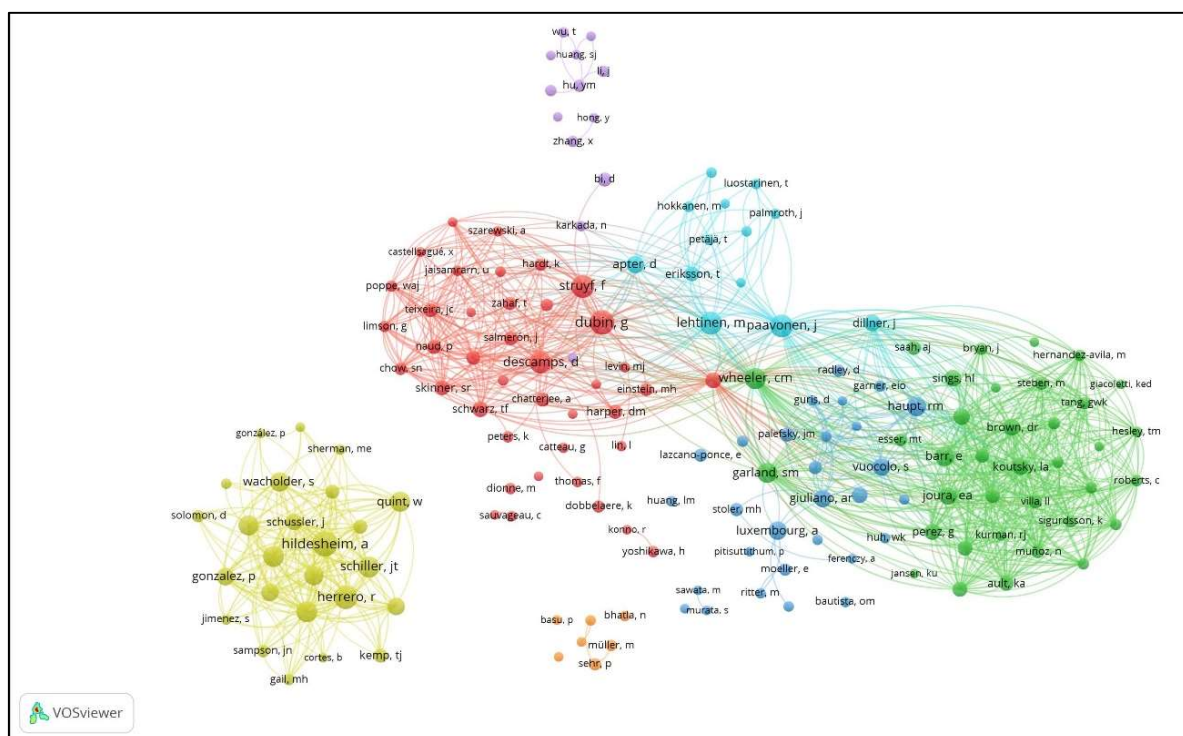 wu, t
huang, sj
li, j
hu, ym
hong, y
zhang, x
bi, d
karkada, n
luostarinen, t
hokkanen, m
palmroth, j
petäjä, t
apter, d
eriksson, t
lehtinen, m
paavonen, j
dillner, j
szarewski, a
castellsagué, x
jaisamrarn, u
hardt, k
poppe, waj
struyf, f
teixeira, jc
zahaf, t
limson, g
dubin, g
salmerón, j
naud, p
descamps, d
levin, mj
chow, sn
skinner, sr
einstein, mh
chatterjee, a
schwarz, tf
harper, dm
peters, k
catteau, g
lin, l
thomas, f
dionne, m
dobbelaere, k
sauvageau, c
konno, r
yoshikawa, h
wheeler, cm
saah, aj
bryan, j
hernandez-avila, m
radley, d
garner, eio
sings, hl
steben, m
giacoletti, ked
tang, gwk
guris, d
haupt, rm
palefsky, jm
esser, mt
brown, dr
hesley, tm
lazcano-ponce, e
barr, e
koutsky, la
vuocolo, s
garland, sm
roberts, c
giuliano, ar
joura, ea
villa, ll
sigurdsson, k
huang, lm
stoler, mh
luxembourg, a
perez, g
kurman, rj
muñoz, n
huh, wk
pitisuttithum, p
ferenczy, a
moeller, e
jansen, ku
ault, ka
ritter, m
bautista, om
sawata, m
murata, s
gonzález, p
sherman, me
wacholder, s
quint, w
solomon, d
schussler, j
hildesheim, a
schiller, jt
gonzalez, p
herrero, r
jimenez, s
sampson, jn
cortes, b
kemp, tj
gail, mh
basu, p
bhatla, n
müller, m
sehr, p
VOSviewer